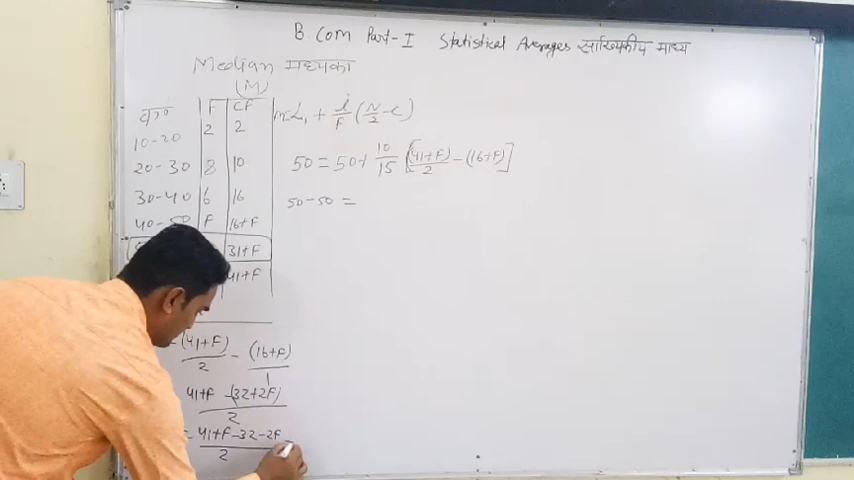 B.Com Part-I Statistical Averages सांख्यिकीय माध्य
Median मध्यका
(M)
वर्ग F CF
10-20 2 2
20-30 8 10
30-40 6 16
40-50 F 16+F
31+F
41+F
m=L₁ + i/F (N/2 - C)
50 = 50 + 10/15 [(41+F)/2 - (16+F)]
50-50 =
(41+F)/2 - (16+F)/1
41+F -(32+2F)/2
= 41+F-32-2F/2